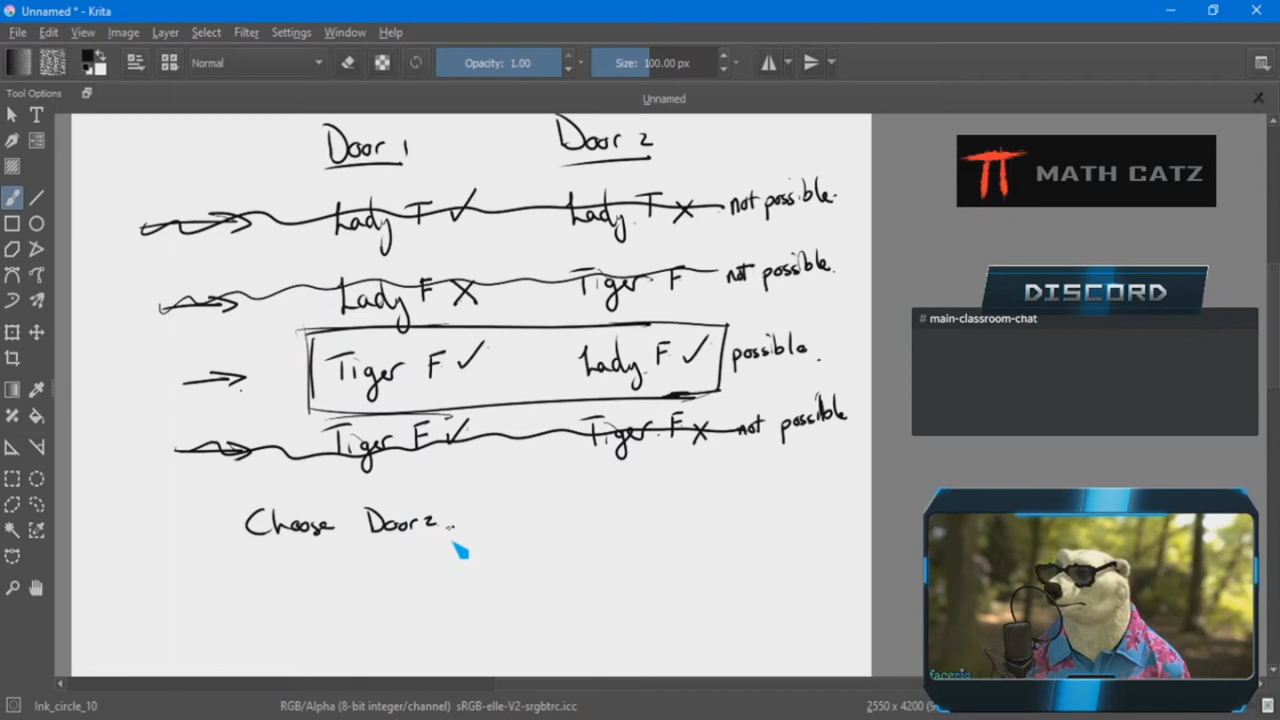 Unnamed * - Krita
File Edit View Image Layer Select Filter Settings Window Help
Normal Opacity: 1.00 Size: 100.00 px
Tool Options
Unnamed
Door 1 Door 2
Lady T ✓ Lady T X not possible.
Lady F X Tiger F not possible.
Tiger F ✓ Lady F ✓ possible.
Tiger F ✓ Tiger F X not possible
Choose Door 2.
π MATH CATZ
DISCORD
# main-classroom-chat
facerig
Ink_circle_10 RGB/Alpha (8-bit integer/channel) sRGB-elle-V2-srgbtrc.icc 2550 x 4200 (9